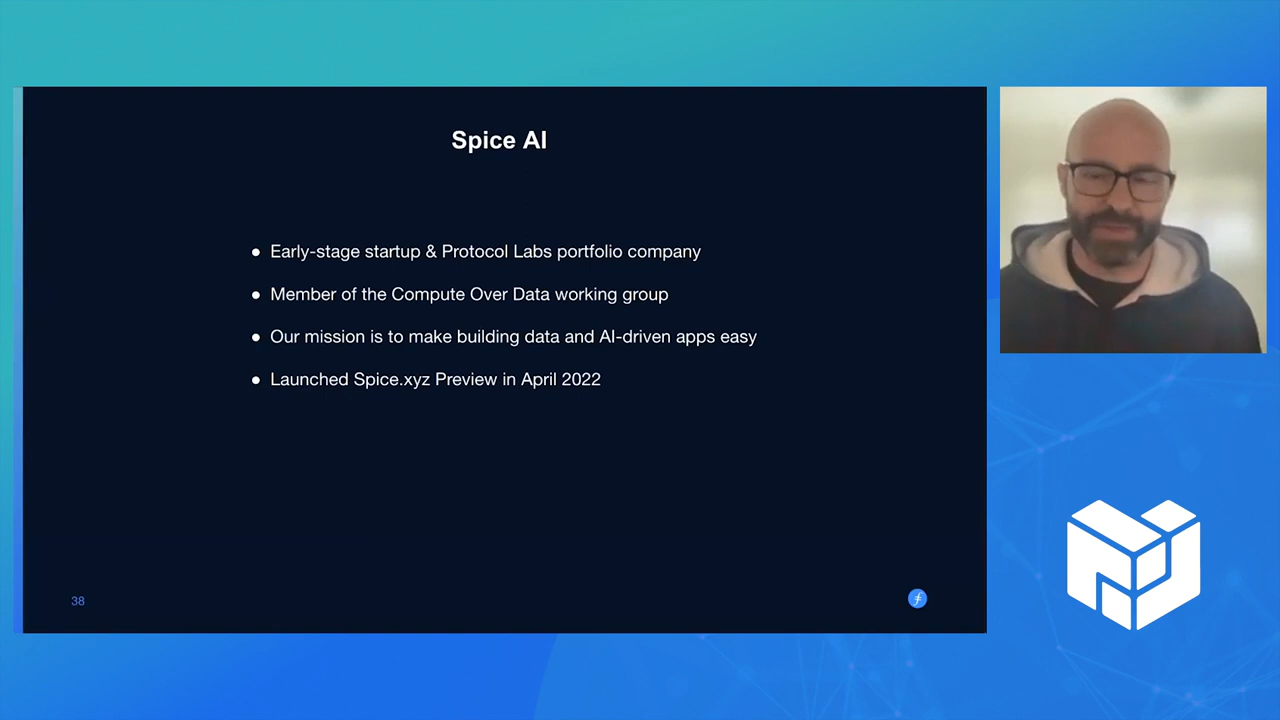 Spice AI
● Early-stage startup & Protocol Labs portfolio company
● Member of the Compute Over Data working group
● Our mission is to make building data and AI-driven apps easy
● Launched Spice.xyz Preview in April 2022
38